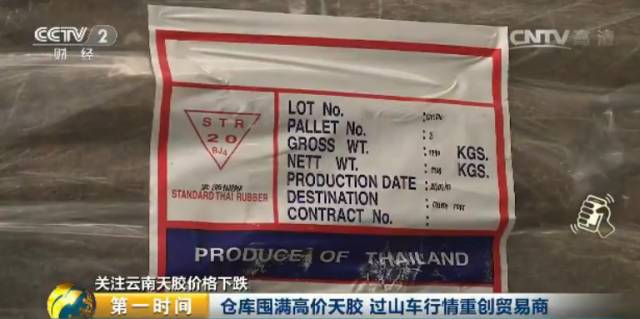 CCTV 2
财经
CNTV高清
STR
20
BJ4
STANDARD THAI RUBBER
LOT No.
PALLET No. :
GROSS WT. : KGS.
NETT WT. : KGS.
PRODUCTION DATE :
DESTINATION :
CONTRACT No. :
PRODUCE OF THAILAND
关注云南天胶价格下跌
第一时间
仓库囤满高价天胶 过山车行情重创贸易商